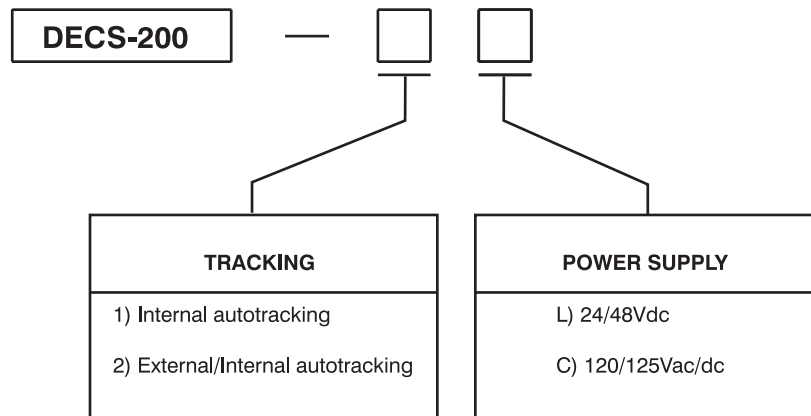 DECS-200 —
TRACKING
1) Internal autotracking
2) External/Internal autotracking
POWER SUPPLY
L) 24/48Vdc
C) 120/125Vac/dc